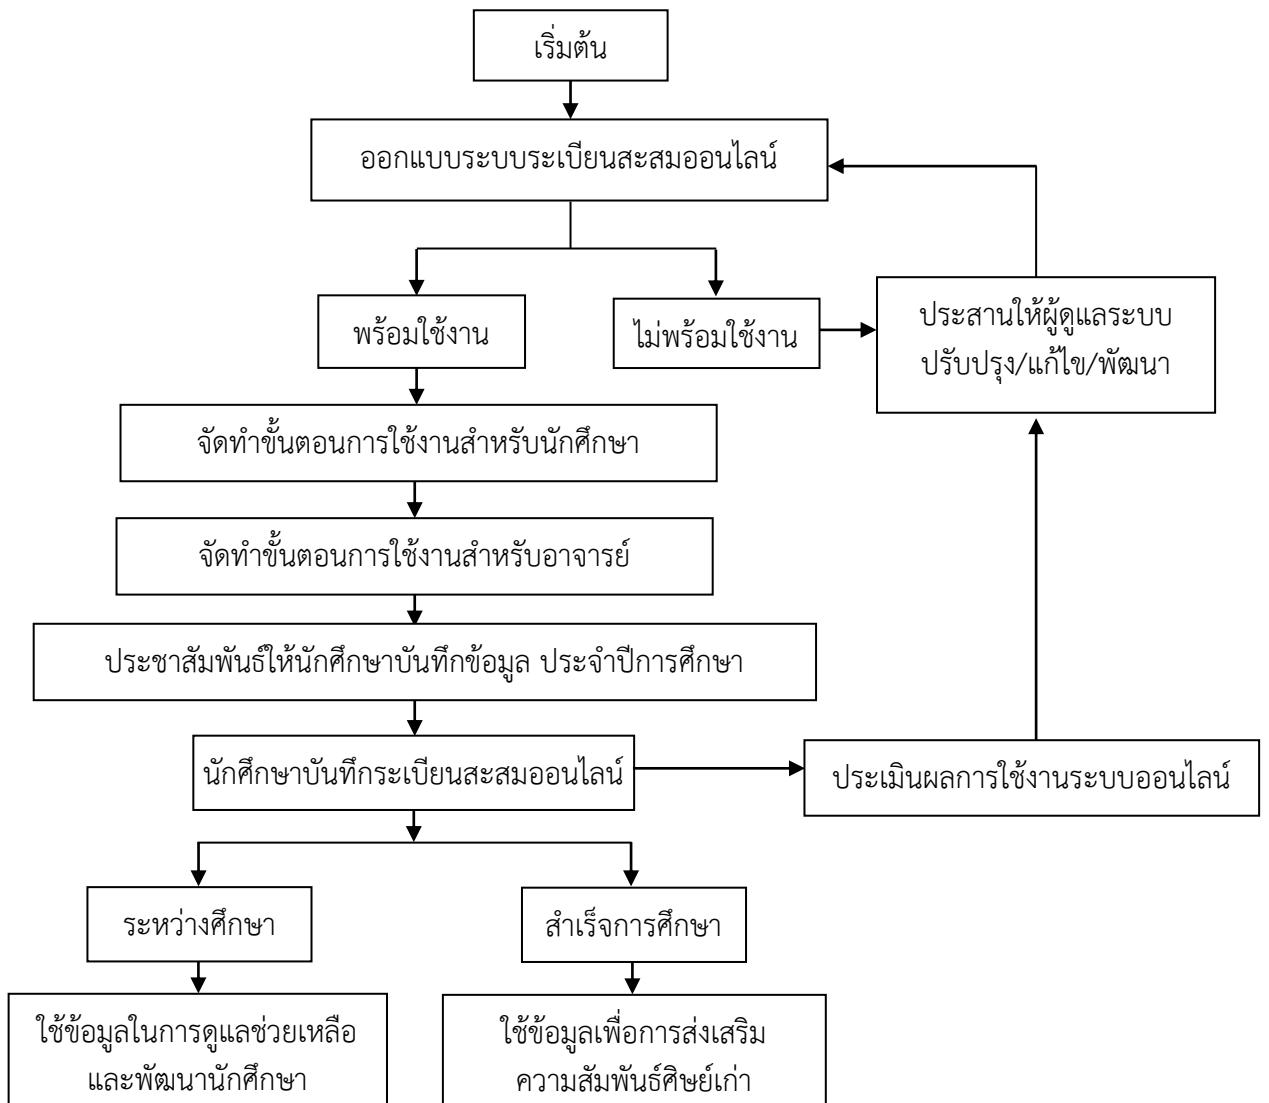 เริ่มต้น
ออกแบบระบบระเบียนสะสมออนไลน์
พร้อมใช้งาน
ไม่พร้อมใช้งาน
ประสานให้ผู้ดูแลระบบ
ปรับปรุง/แก้ไข/พัฒนา
จัดทำขั้นตอนการใช้งานสำหรับนักศึกษา
จัดทำขั้นตอนการใช้งานสำหรับอาจารย์
ประชาสัมพันธ์ให้นักศึกษาบันทึกข้อมูล ประจำปีการศึกษา
นักศึกษาบันทึกระเบียนสะสมออนไลน์
ประเมินผลการใช้งานระบบออนไลน์
ระหว่างศึกษา
สำเร็จการศึกษา
ใช้ข้อมูลในการดูแลช่วยเหลือ
และพัฒนานักศึกษา
ใช้ข้อมูลเพื่อการส่งเสริม
ความสัมพันธ์ศิษย์เก่า